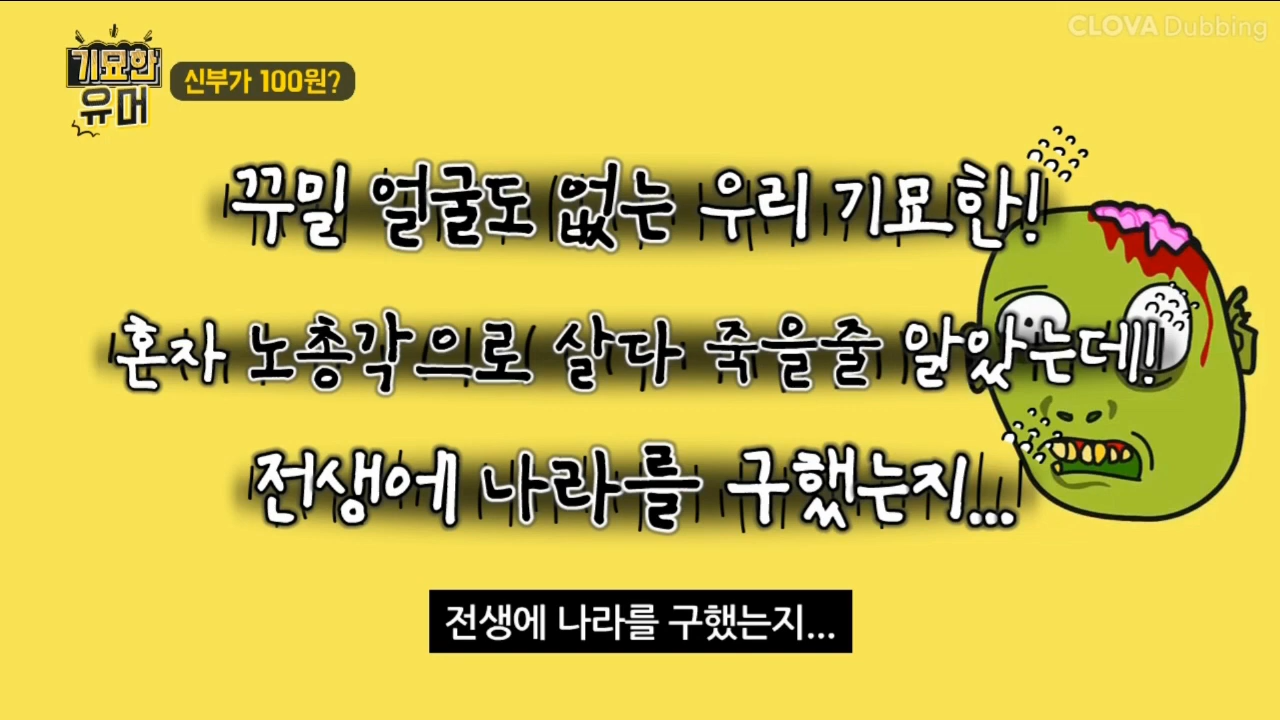 CLOVA Dubbing
기묘한
유머
신부가 100원?
꾸밀 얼굴도 없는 우리 기묘한!
혼자 노총각으로 살다 죽을줄 알았는데!
전생에 나라를 구했는지...
전생에 나라를 구했는지...